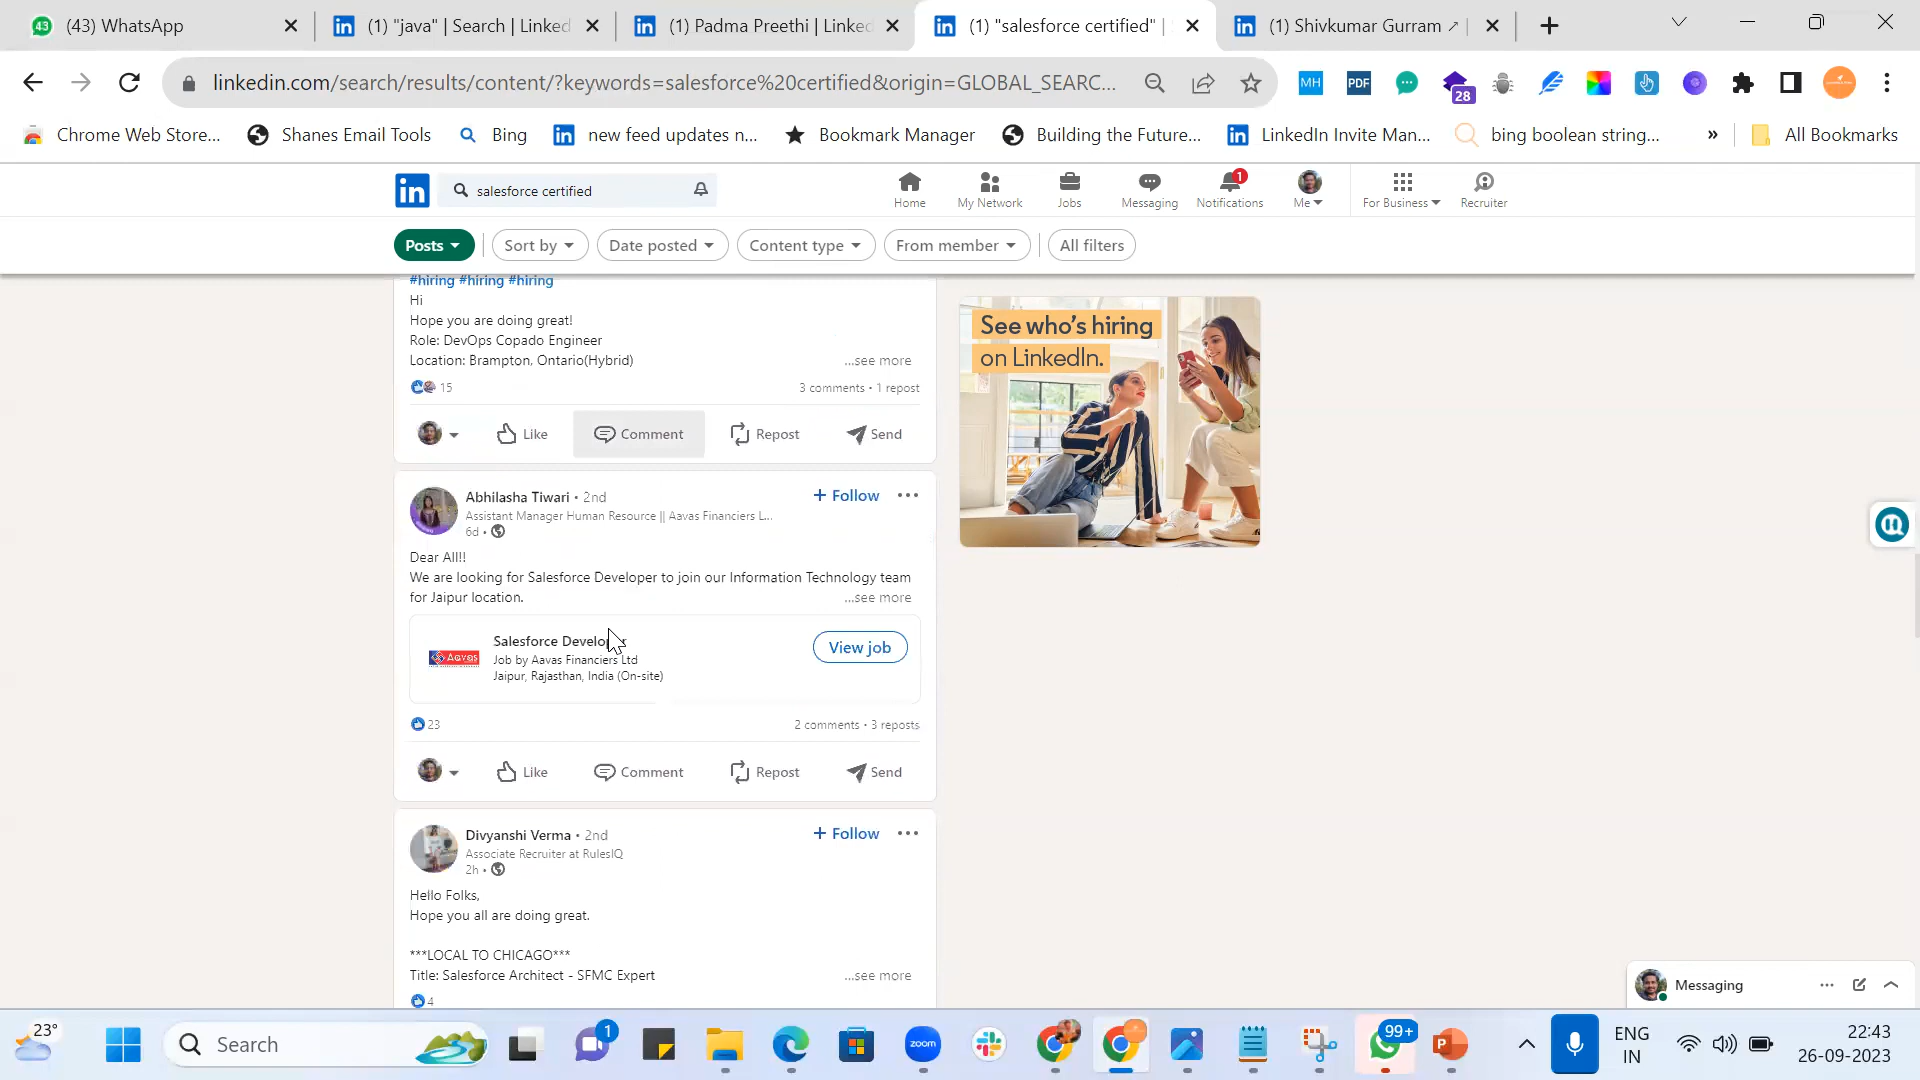 (43) WhatsApp
(1) "java" | Search | Linked
(1) Padma Preethi | Linked
(1) "salesforce certified" |
(1) Shivkumar Gurram ↗ |
linkedin.com/search/results/content/?keywords=salesforce%20certified&origin=GLOBAL_SEARC...
MH
PDF
28
Chrome Web Store...
Shanes Email Tools
Bing
new feed updates n...
Bookmark Manager
Building the Future...
LinkedIn Invite Man...
bing boolean string...
»
All Bookmarks
in
salesforce certified
Home
My Network
Jobs
Messaging
1
Notifications
Me
For Business
Recruiter
Posts
Sort by
Date posted
Content type
From member
All filters
#hiring #hiring #hiring
Hi
Hope you are doing great!
Role: DevOps Copado Engineer
Location: Brampton, Ontario(Hybrid)
...see more
15
3 comments • 1 repost
Like
Comment
Repost
Send
See who's hiring
on LinkedIn.
Abhilasha Tiwari • 2nd
+ Follow
Assistant Manager Human Resource || Aavas Financiers L...
6d •
Dear All!!
We are looking for Salesforce Developer to join our Information Technology team
for Jaipur location.
...see more
Aavas
Salesforce Developer
Job by Aavas Financiers Ltd
Jaipur, Rajasthan, India (On-site)
View job
23
2 comments • 3 reposts
Like
Comment
Repost
Send
Divyanshi Verma • 2nd
+ Follow
Associate Recruiter at RulesIQ
2h •
Hello Folks,
Hope you all are doing great.
***LOCAL TO CHICAGO***
Title: Salesforce Architect - SFMC Expert
...see more
4
Messaging
23°
Search
1
zoom
99+
P
ENG
IN
22:43
26-09-2023